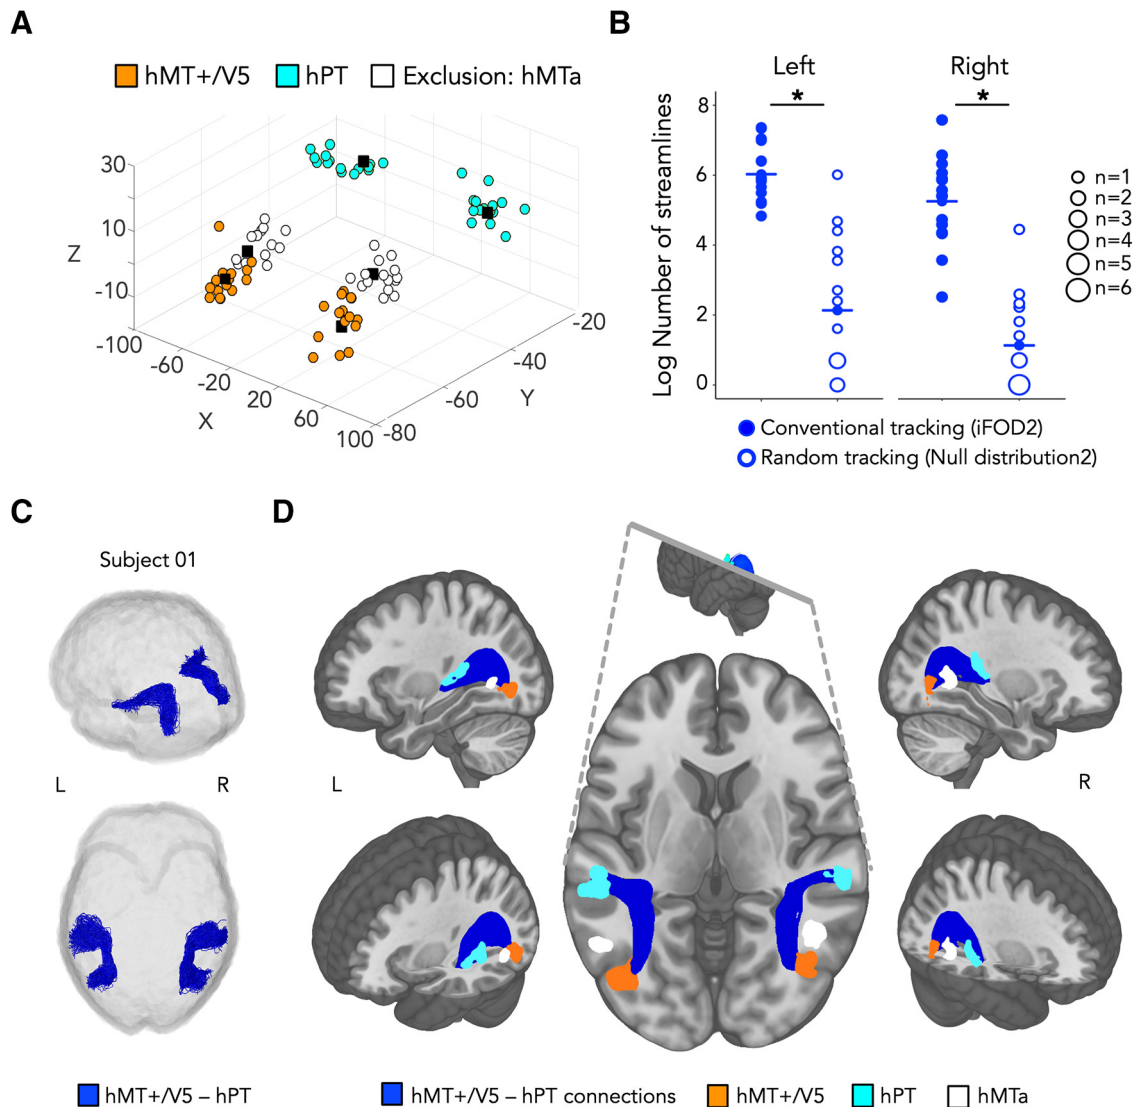 A
hMT+/V5 hPT Exclusion: hMTa
Z
30
10
-10
-100
-60
-20
20
60
100
X
-80
-60
-40
-20
Y
B
Left Right
* *
Log Number of streamlines
8
6
4
2
0
n=1
n=2
n=3
n=4
n=5
n=6
Conventional tracking (iFOD2)
Random tracking (Null distribution2)
C
Subject 01
L R
hMT+/V5 – hPT
D
L R
hMT+/V5 – hPT connections hMT+/V5 hPT hMTa